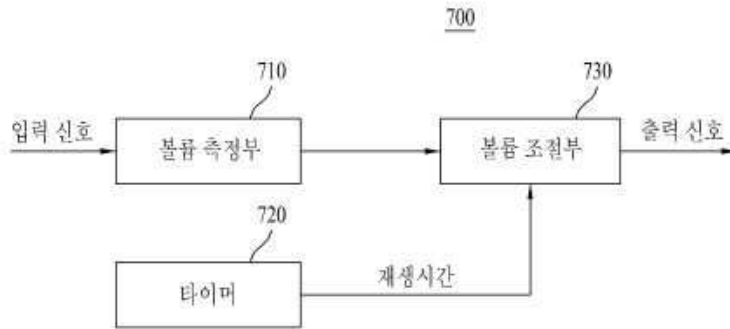 700
710
730
입력 신호
볼륨 측정부
볼륨 조절부
출력 신호
720
타이머
재생시간